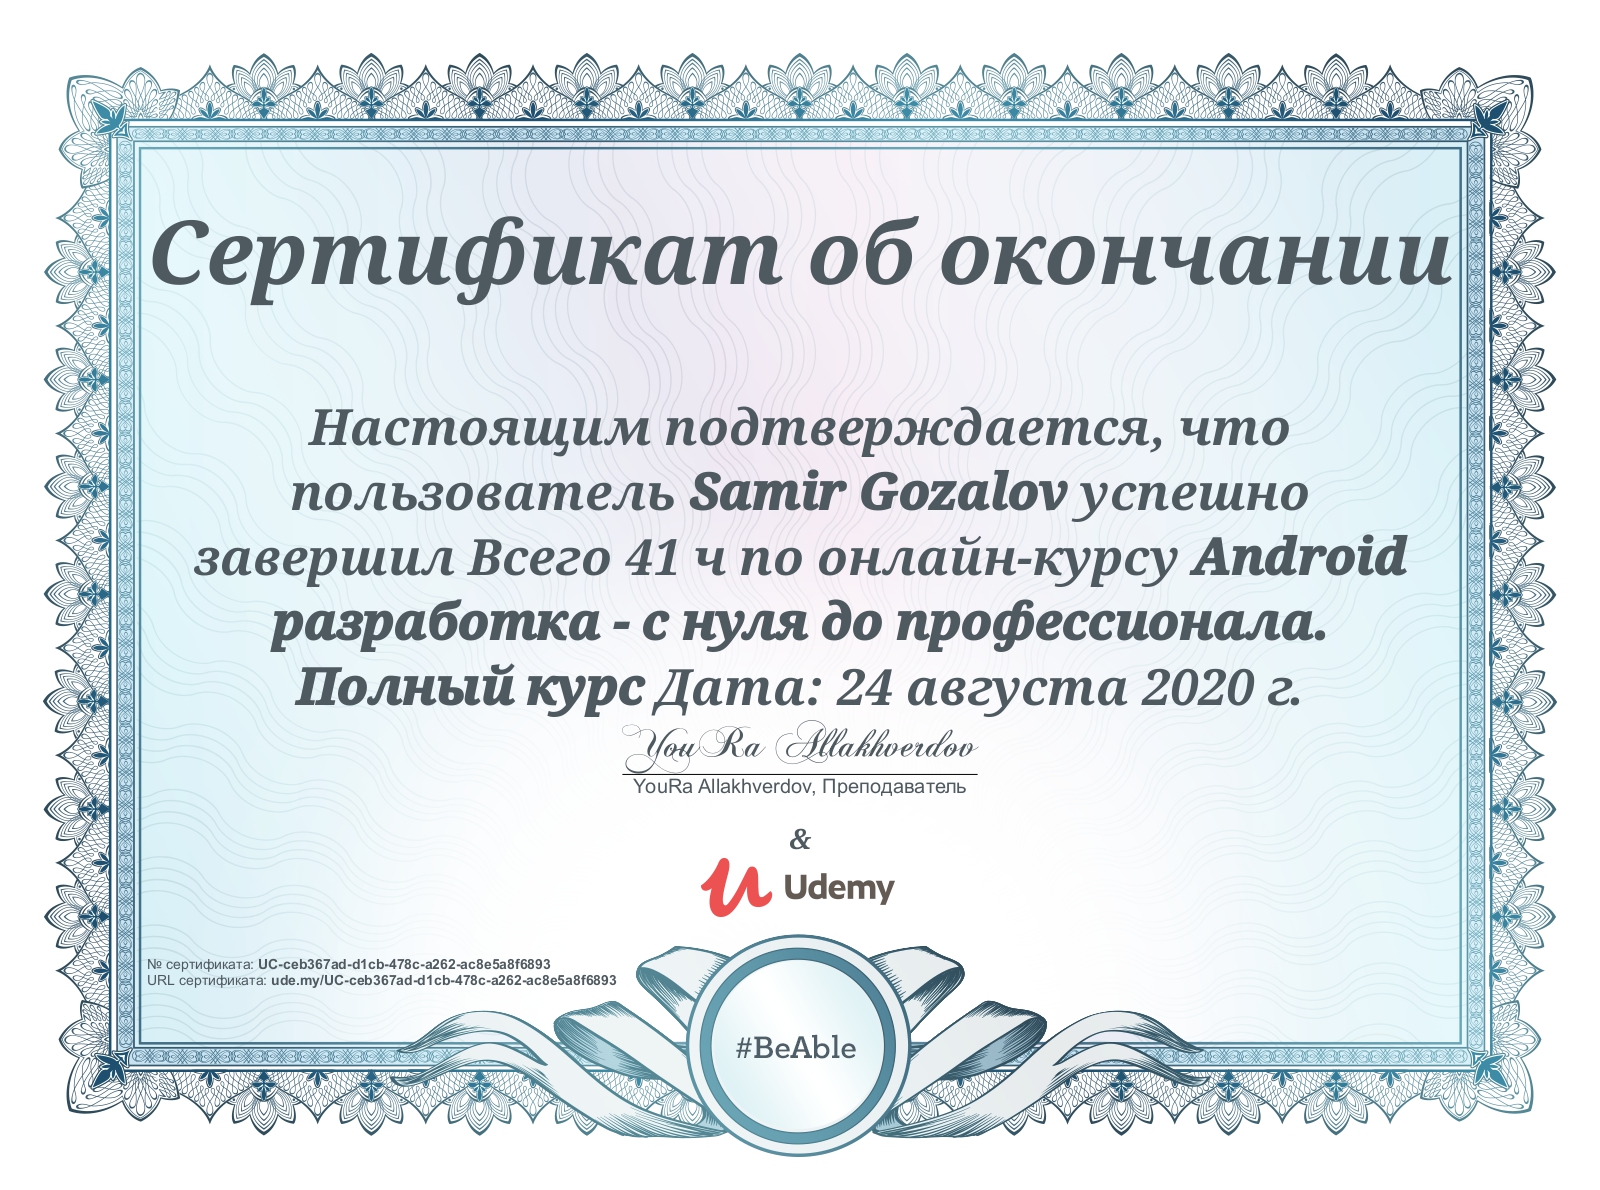 Сертификат об окончании
Настоящим подтверждается, что
пользователь Samir Gozalov успешно
завершил Всего 41 ч по онлайн-курсу Android
разработка - с нуля до профессионала.
Полный курс Дата: 24 августа 2020 г.
YouRa Allakhverdov
YouRa Allakhverdov, Преподаватель
&
Udemy
№ сертификата: UC-ceb367ad-d1cb-478c-a262-ac8e5a8f6893
URL сертификата: ude.my/UC-ceb367ad-d1cb-478c-a262-ac8e5a8f6893
#BeAble